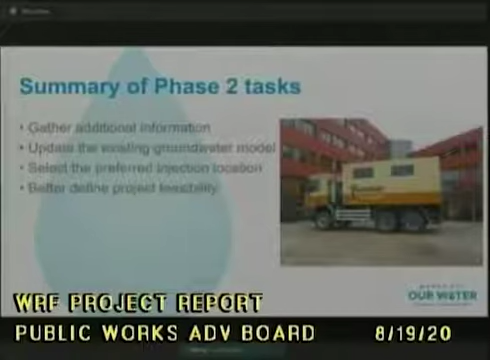 Summary of Phase 2 tasks
• Gather additional information
• Update the existing groundwater model
• Select the preferred injection location
• Better define project feasibility
OUR WATER
WRF PROJECT REPORT
PUBLIC WORKS ADV BOARD 8/19/20